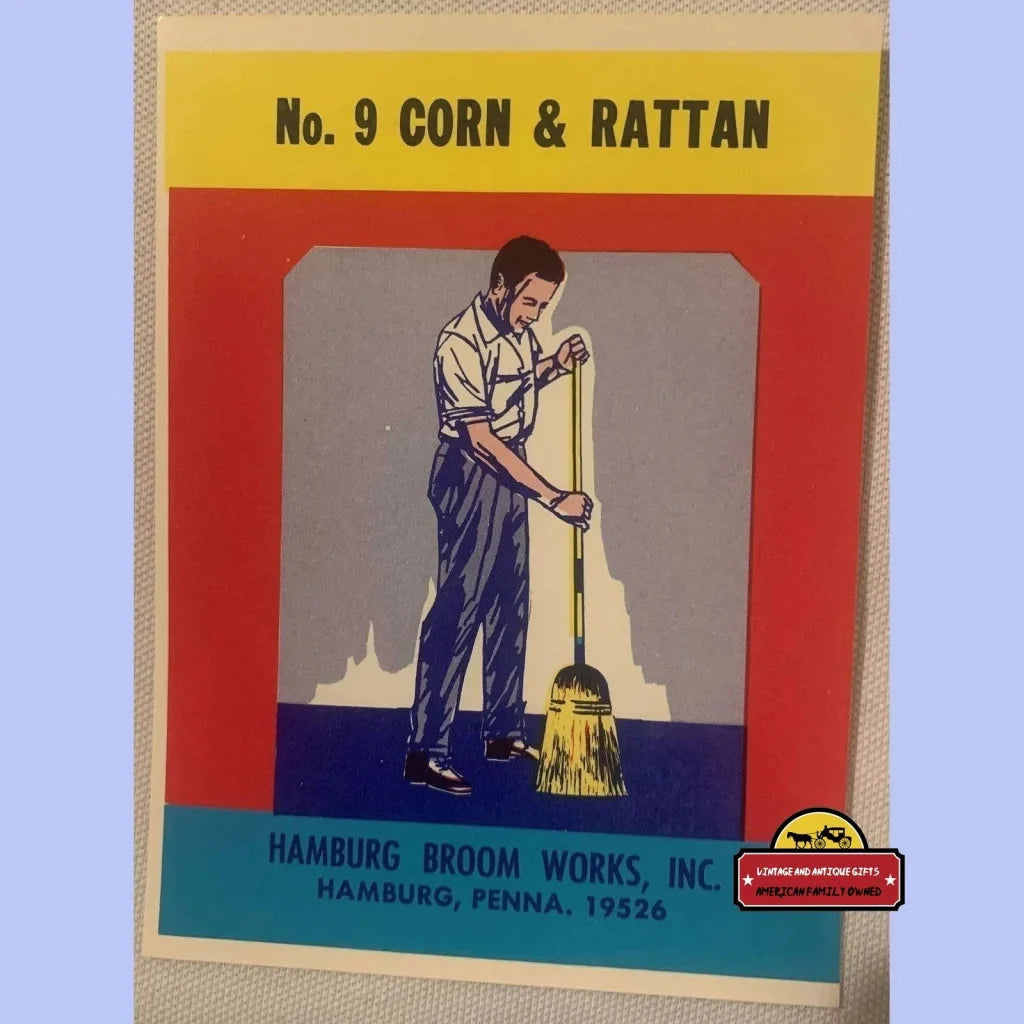 No. 9 CORN & RATTAN
HAMBURG BROOM WORKS, INC.
HAMBURG, PENNA. 19526
VINTAGE AND ANTIQUE GIFTS
AMERICAN FAMILY OWNED